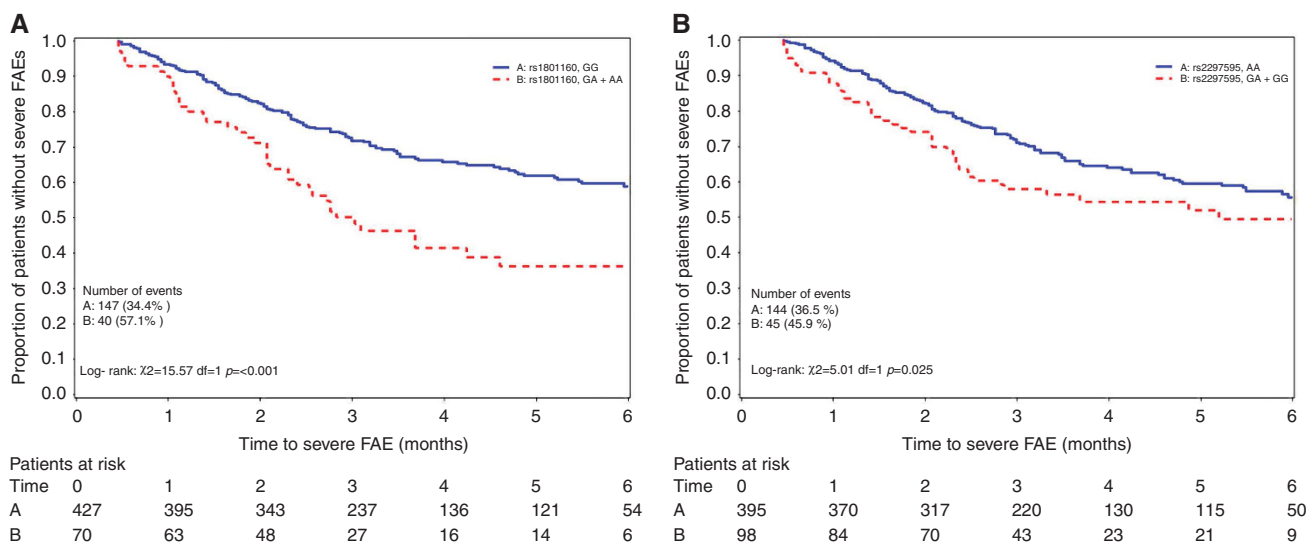 A
Proportion of patients without severe FAEs
1.0
0.9
0.8
0.7
0.6
0.5
0.4
0.3
0.2
0.1
0.0
A: rs1801160, GG
B: rs1801160, GA + AA
Number of events
A: 147 (34.4% )
B: 40 (57.1% )
Log- rank: χ2=15.57 df=1 p=<0.001
0 1 2 3 4 5 6
Time to severe FAE (months)
Patients at risk
Time 0 1 2 3 4 5 6
A 427 395 343 237 136 121 54
B 70 63 48 27 16 14 6
B
Proportion of patients without severe FAEs
1.0
0.9
0.8
0.7
0.6
0.5
0.4
0.3
0.2
0.1
0.0
A: rs2297595, AA
B: rs2297595, GA + GG
Number of events
A: 144 (36.5 %)
B: 45 (45.9 %)
Log-rank: χ2=5.01 df=1 p=0.025
0 1 2 3 4 5 6
Time to severe FAE (months)
Patients at risk
Time 0 1 2 3 4 5 6
A 395 370 317 220 130 115 50
B 98 84 70 43 23 21 9